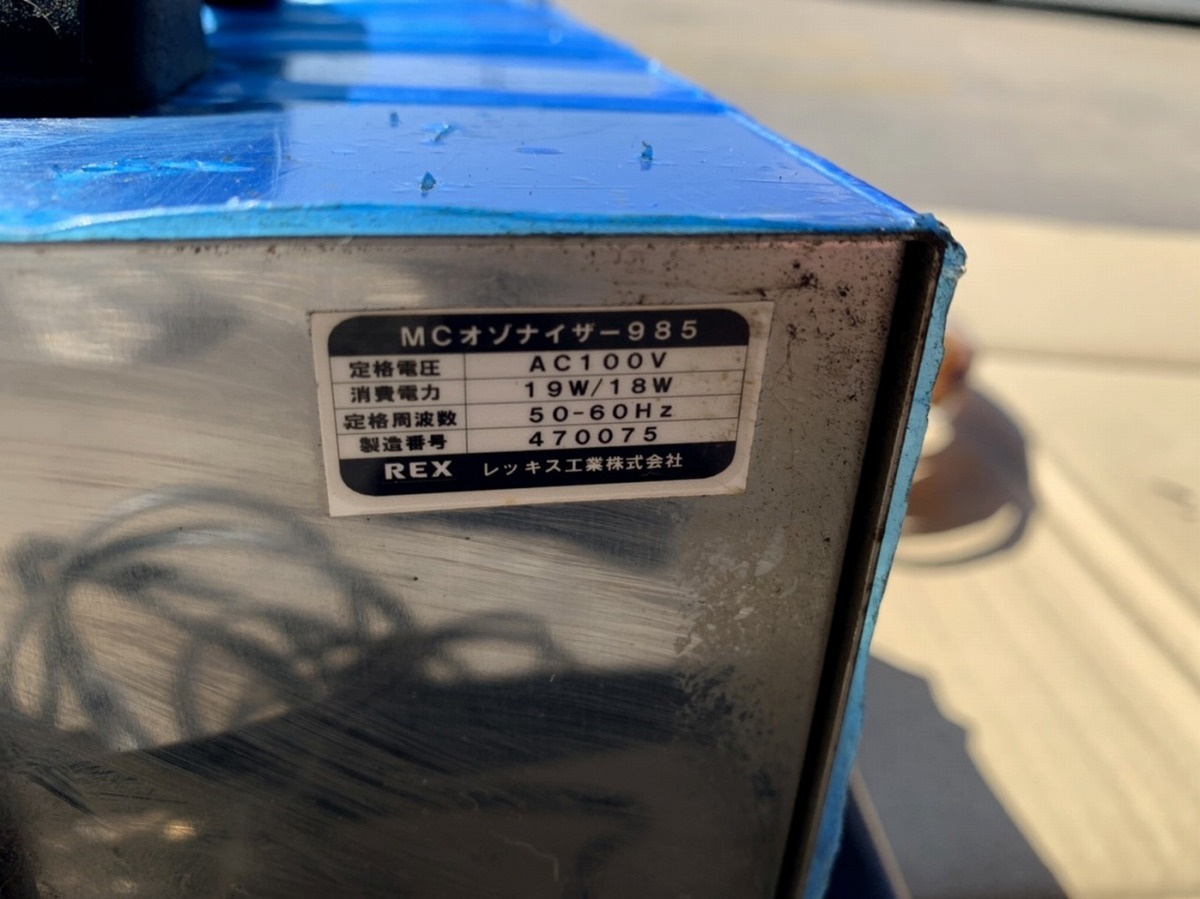 MCオゾナイザー985
定格電圧 AC100V
消費電力 19W/18W
定格周波数 50-60Hz
製造番号 470075
REX レッキス工業株式会社